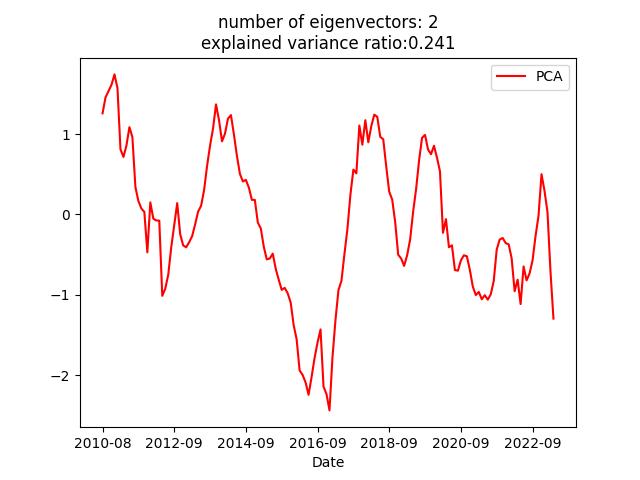 number of eigenvectors: 2
explained variance ratio:0.241
PCA
1
0
−1
−2
2010-08 2012-09 2014-09 2016-09 2018-09 2020-09 2022-09
Date